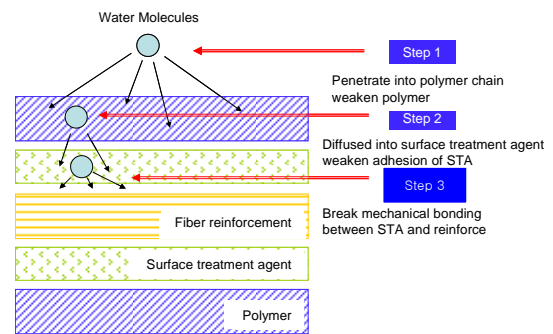 Water Molecules
Step 1
Penetrate into polymer chain
weaken polymer
Step 2
Diffused into surface treatment agent
weaken adhesion of STA
Step 3
Break mechanical bonding
between STA and reinforce
Fiber reinforcement
Surface treatment agent
Polymer